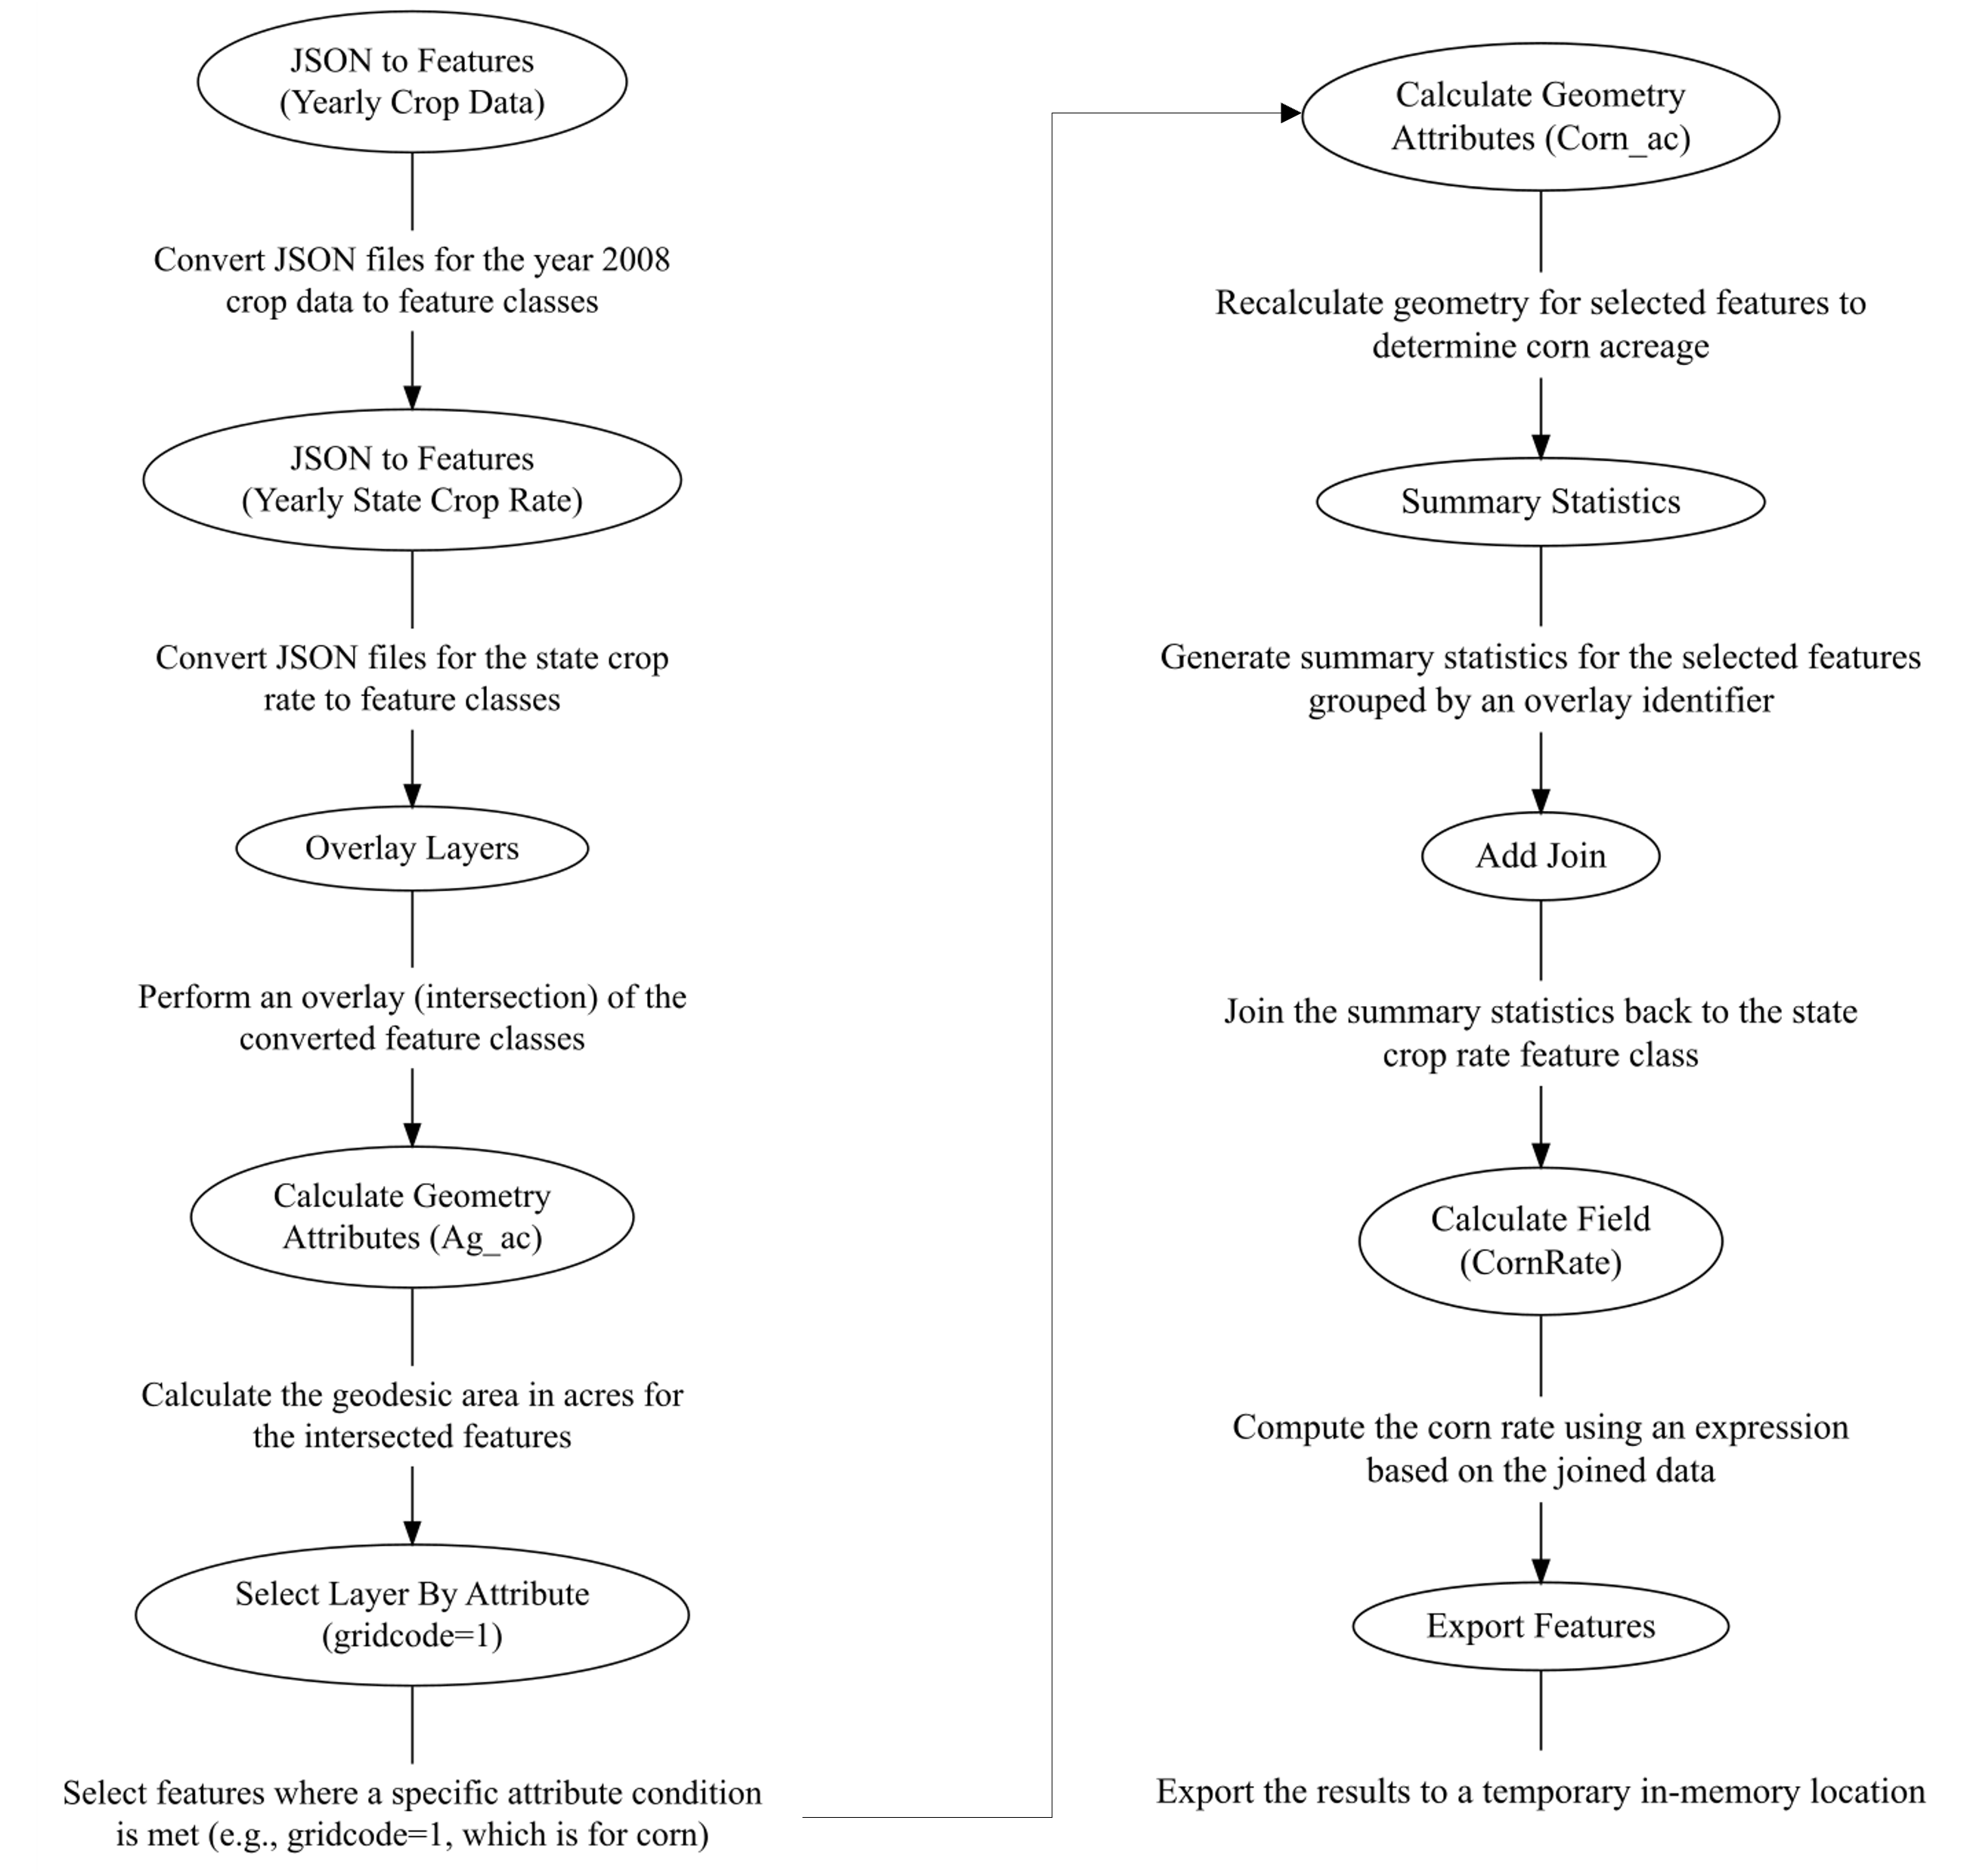 JSON to Features
(Yearly Crop Data)
Convert JSON files for the year 2008
crop data to feature classes
JSON to Features
(Yearly State Crop Rate)
Convert JSON files for the state crop
rate to feature classes
Overlay Layers
Perform an overlay (intersection) of the
converted feature classes
Calculate Geometry
Attributes (Ag_ac)
Calculate the geodesic area in acres for
the intersected features
Select Layer By Attribute
(gridcode=1)
Select features where a specific attribute condition
is met (e.g., gridcode=1, which is for corn)
Calculate Geometry
Attributes (Corn_ac)
Recalculate geometry for selected features to
determine corn acreage
Summary Statistics
Generate summary statistics for the selected features
grouped by an overlay identifier
Add Join
Join the summary statistics back to the state
crop rate feature class
Calculate Field
(CornRate)
Compute the corn rate using an expression
based on the joined data
Export Features
Export the results to a temporary in-memory location